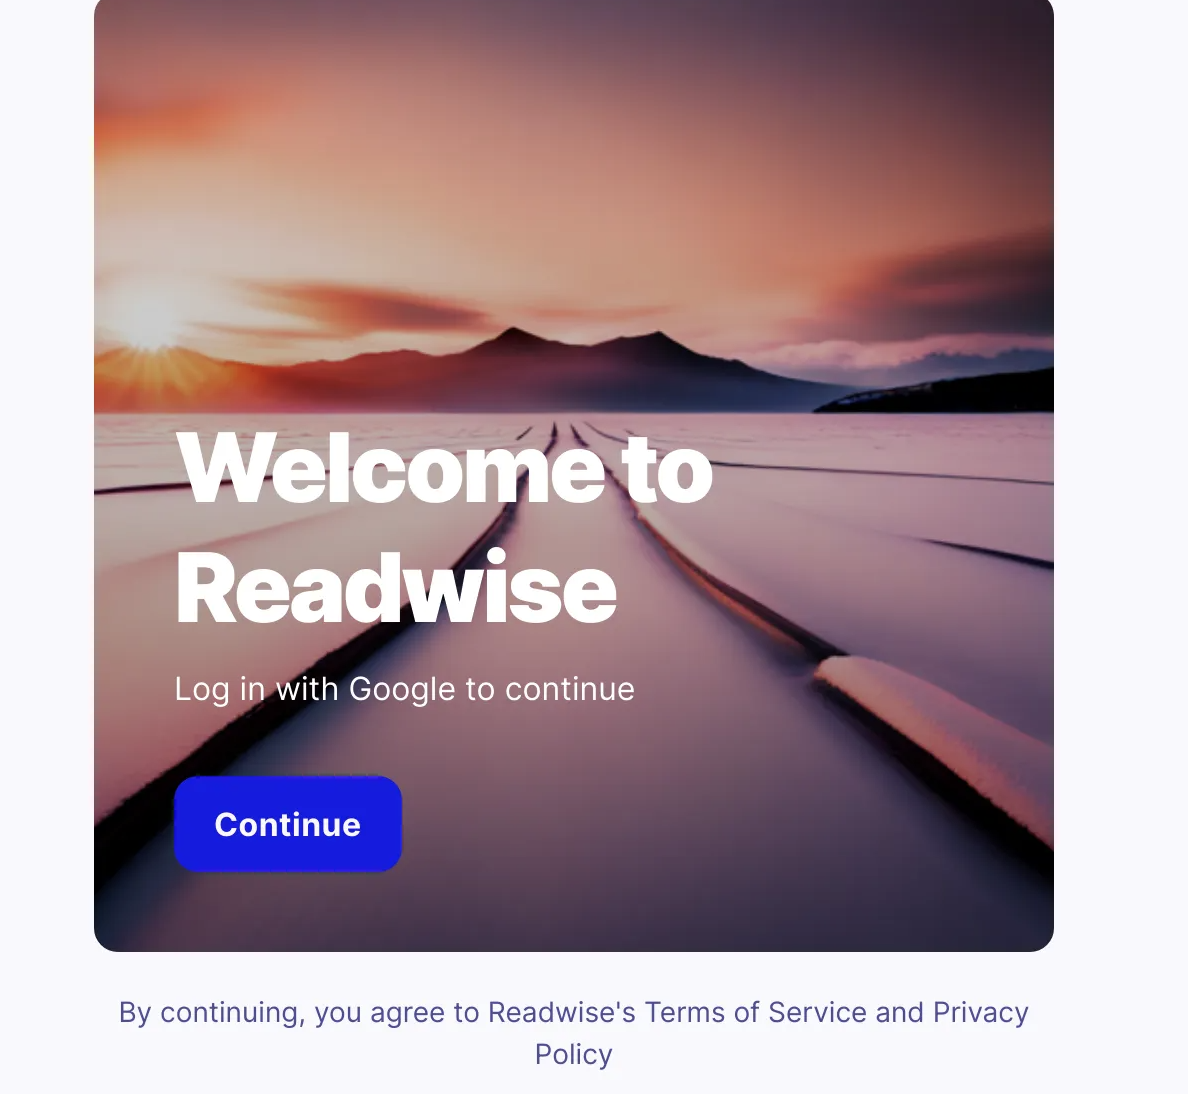 Welcome to
Readwise
Log in with Google to continue
Continue
By continuing, you agree to Readwise's Terms of Service and Privacy
Policy